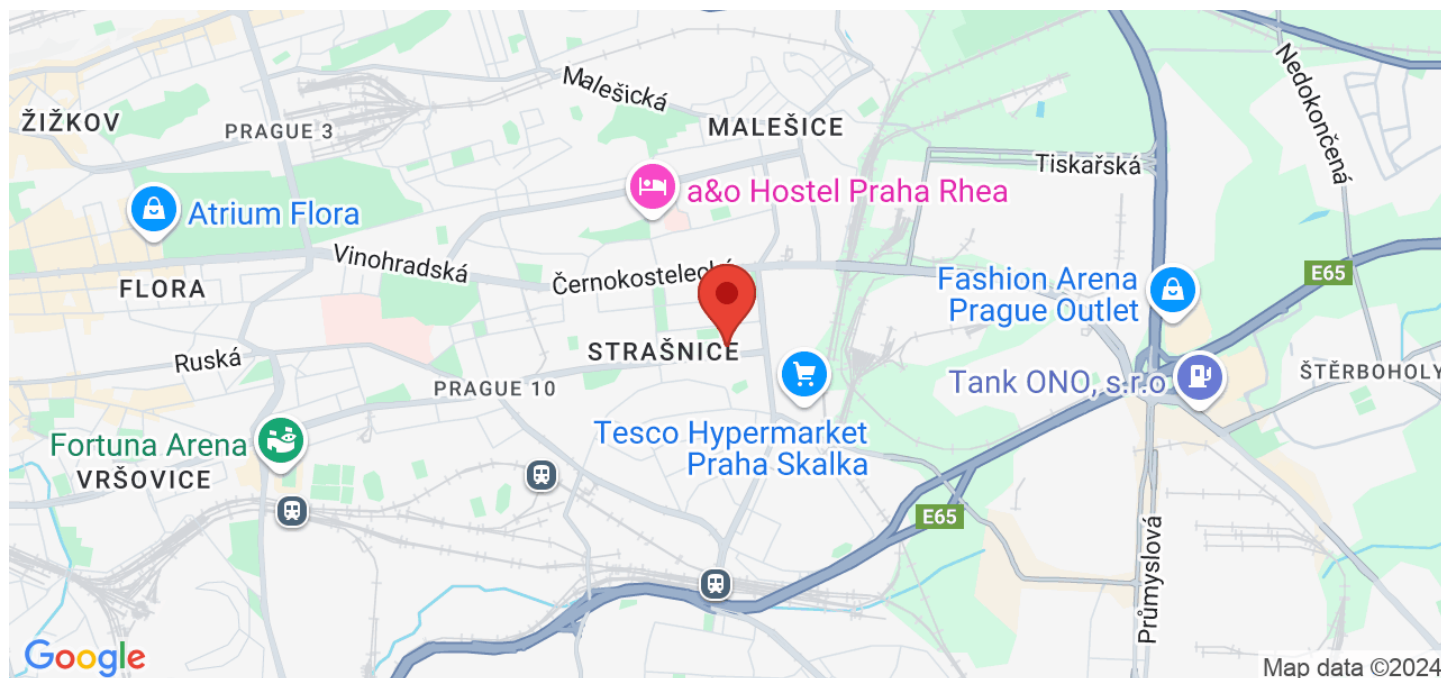 Malešická
ŽIŽKOV
PRAGUE 3
MALEŠICE
Nedokončená
Tiskařská
a&o Hostel Praha Rhea
Atrium Flora
Vinohradská
Černokostelecká
E65
FLORA
Fashion Arena
Prague Outlet
STRAŠNICE
Ruská
PRAGUE 10
Tank ONO, s.r.o
ŠTĚRBOHOLY
Tesco Hypermarket
Praha Skalka
Fortuna Arena
VRŠOVICE
E65
Průmyslová
Google
Map data ©2024